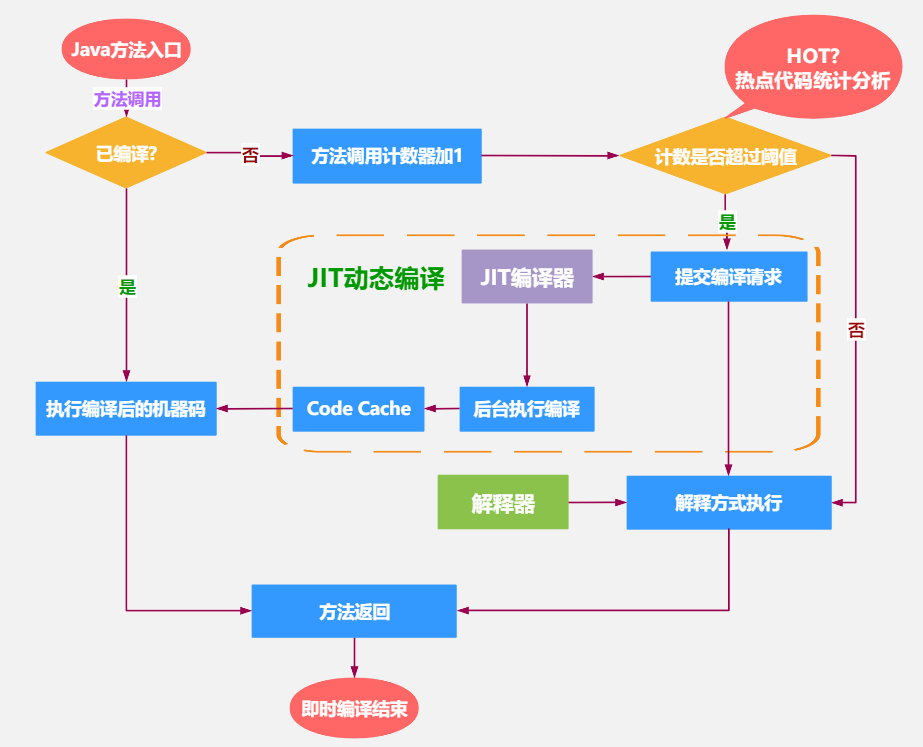 Java方法入口
HOT?
热点代码统计分析
方法调用
已编译?
否
方法调用计数器加1
计数是否超过阈值
是
JIT动态编译
JIT编译器
提交编译请求
是
否
执行编译后的机器码
Code Cache
后台执行编译
解释器
解释方式执行
方法返回
即时编译结束